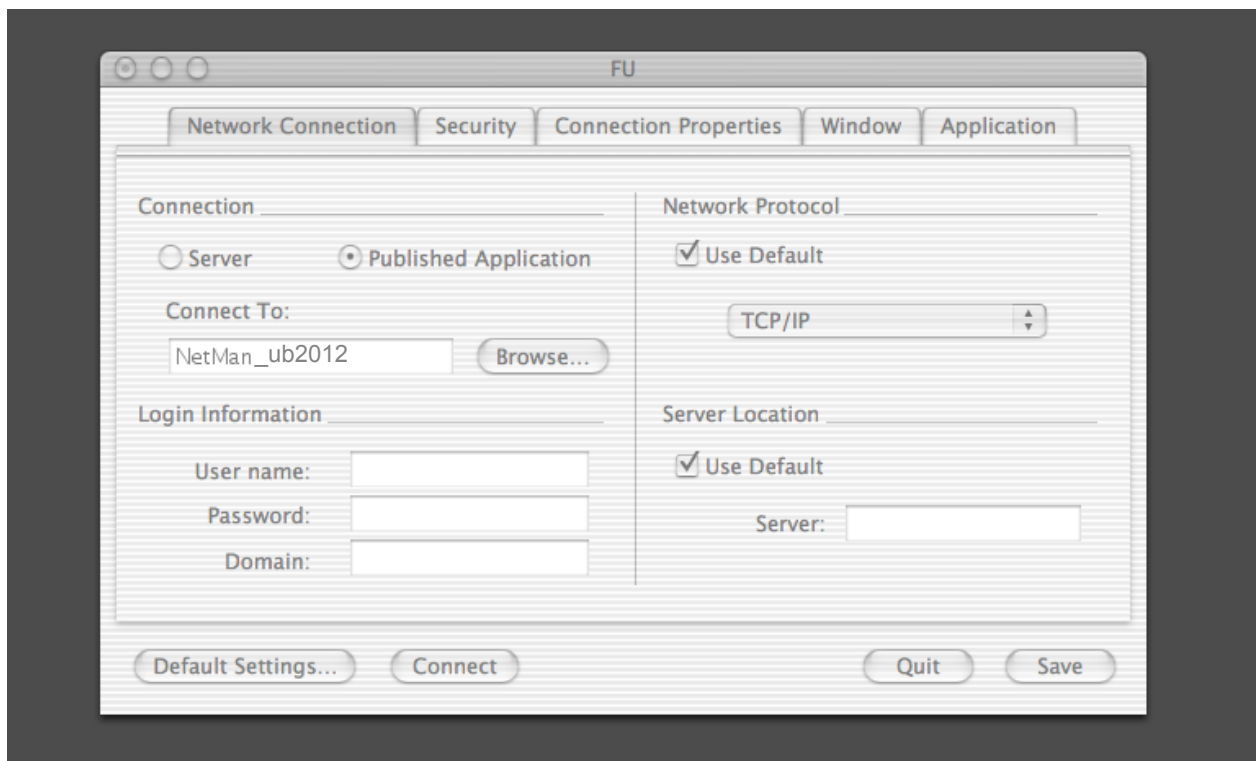 FU
Network Connection Security Connection Properties Window Application
Connection
Server Published Application
Connect To:
NetMan_ub2012 Browse...
Login Information
User name:
Password:
Domain:
Network Protocol
Use Default
TCP/IP
Server Location
Use Default
Server:
Default Settings... Connect Quit Save